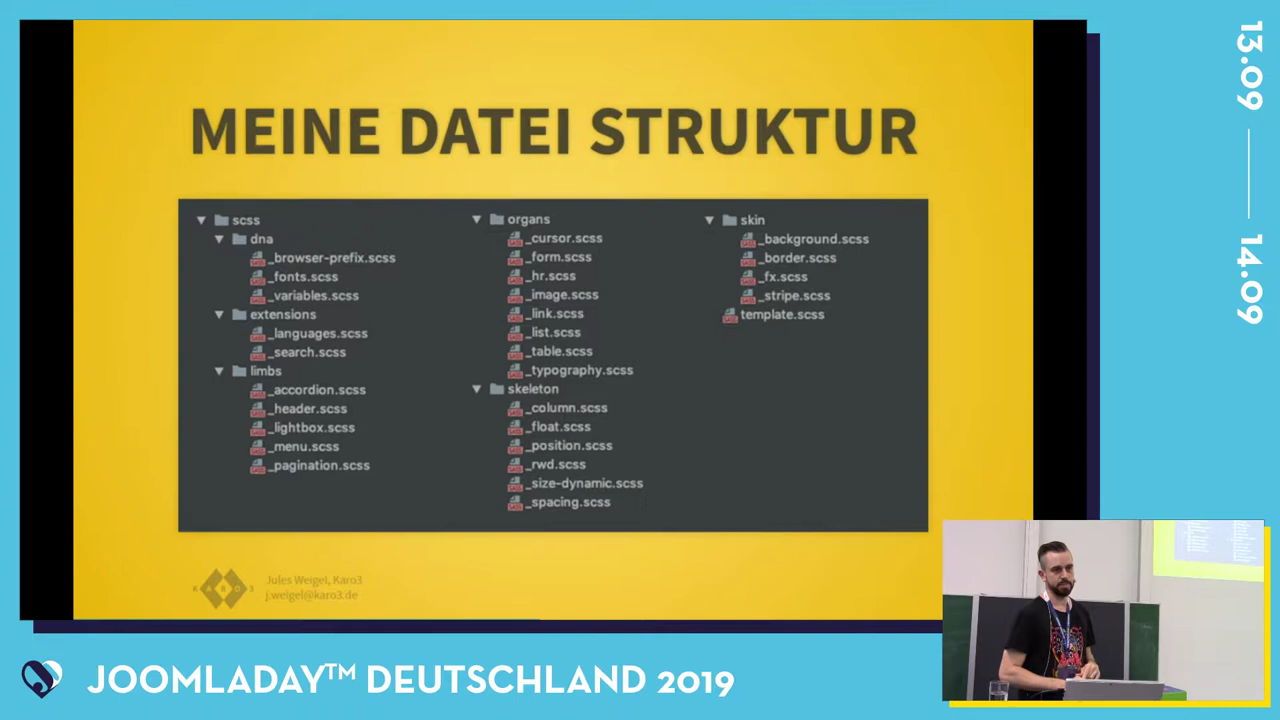 MEINE DATEI STRUKTUR
scss
dna
_browser-prefix.scss
_fonts.scss
_variables.scss
extensions
_languages.scss
_search.scss
limbs
_accordion.scss
_header.scss
_lightbox.scss
_menu.scss
_pagination.scss
organs
_cursor.scss
_form.scss
_hr.scss
_image.scss
_link.scss
_list.scss
_table.scss
_typography.scss
skeleton
_column.scss
_float.scss
_position.scss
_rwd.scss
_size-dynamic.scss
_spacing.scss
skin
_background.scss
_border.scss
_fx.scss
_stripe.scss
template.scss
KARO3
Jules Weigel, Karo3
j.weigel@karo3.de
13.09
14.09
JOOMLADAY™ DEUTSCHLAND 2019